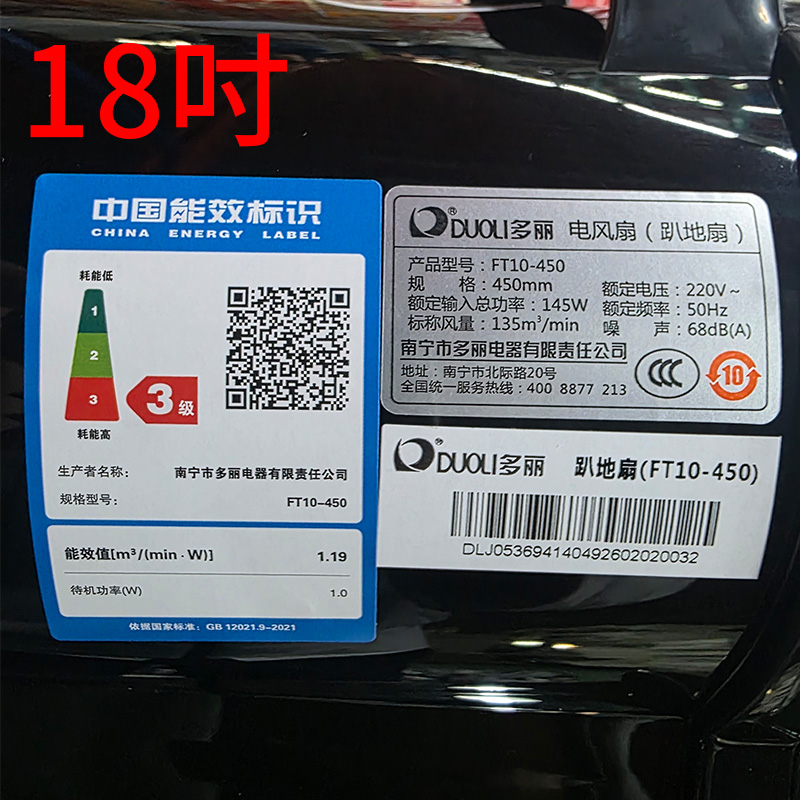 18吋
中国能效标识
CHINA ENERGY LABEL
耗能低
1
2
3
3级
耗能高
生产者名称： 南宁市多丽电器有限责任公司
规格型号： FT10-450
能效值[m³/(min·W)] 1.19
待机功率(W) 1.0
依据国家标准：GB 12021.9-2021
®DUOLI多丽 电风扇（趴地扇）
产品型号：FT10-450
规 格：450mm 额定电压：220V~
额定输入总功率：145W 额定频率：50Hz
标称风量：135m³/min 噪 声：68dB(A)
南宁市多丽电器有限责任公司
地址：南宁市北际路20号
全国统一服务热线：400 8877 213
CCC
10
®DUOLI多丽 趴地扇(FT10-450)
DLJ053694140492602020032